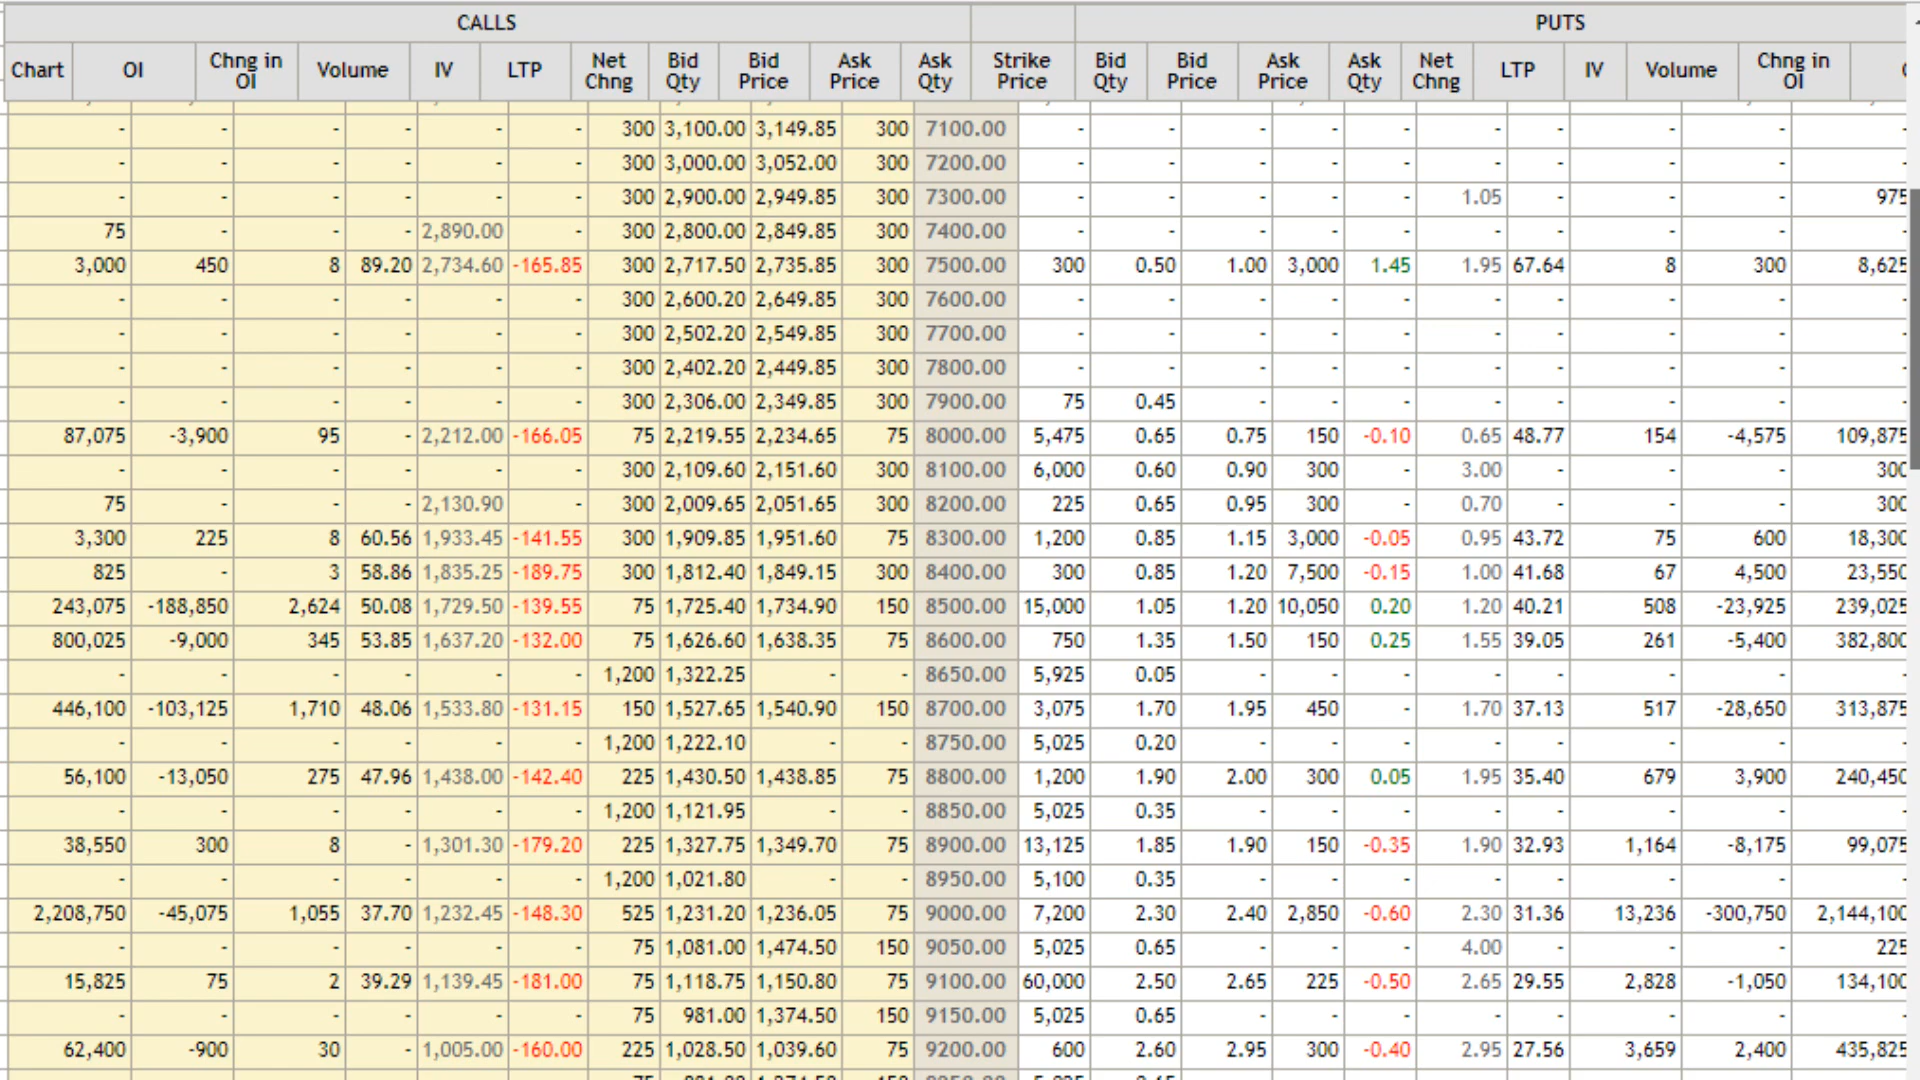 CALLS PUTS
Chart OI Chng in OI Volume IV LTP Net Chng Bid Qty Bid Price Ask Price Ask Qty Strike Price Bid Qty Bid Price Ask Price Ask Qty Net Chng LTP IV Volume Chng in OI
- - - - - - 300 3,100.00 3,149.85 300 7100.00 - - - - - - - - - -
- - - - - - 300 3,000.00 3,052.00 300 7200.00 - - - - - - - - - -
- - - - - - 300 2,900.00 2,949.85 300 7300.00 - - - - - 1.05 - - - 975
75 - - - 2,890.00 - 300 2,800.00 2,849.85 300 7400.00 - - - - - - - - - -
3,000 450 8 89.20 2,734.60 -165.85 300 2,717.50 2,735.85 300 7500.00 300 0.50 1.00 3,000 1.45 1.95 67.64 8 300 8,625
- - - - - - 300 2,600.20 2,649.85 300 7600.00 - - - - - - - - - -
- - - - - - 300 2,502.20 2,549.85 300 7700.00 - - - - - - - - - -
- - - - - - 300 2,402.20 2,449.85 300 7800.00 - - - - - - - - - -
- - - - - - 300 2,306.00 2,349.85 300 7900.00 75 0.45 - - - - - - - -
87,075 -3,900 95 - 2,212.00 -166.05 75 2,219.55 2,234.65 75 8000.00 5,475 0.65 0.75 150 -0.10 0.65 48.77 154 -4,575 109,875
- - - - - - 300 2,109.60 2,151.60 300 8100.00 6,000 0.60 0.90 300 - 3.00 - - - 300
75 - - - 2,130.90 - 300 2,009.65 2,051.65 300 8200.00 225 0.65 0.95 300 - 0.70 - - - 300
3,300 225 8 60.56 1,933.45 -141.55 300 1,909.85 1,951.60 75 8300.00 1,200 0.85 1.15 3,000 -0.05 0.95 43.72 75 600 18,300
825 - 3 58.86 1,835.25 -189.75 300 1,812.40 1,849.15 300 8400.00 300 0.85 1.20 7,500 -0.15 1.00 41.68 67 4,500 23,550
243,075 -188,850 2,624 50.08 1,729.50 -139.55 75 1,725.40 1,734.90 150 8500.00 15,000 1.05 1.20 10,050 0.20 1.20 40.21 508 -23,925 239,025
800,025 -9,000 345 53.85 1,637.20 -132.00 75 1,626.60 1,638.35 75 8600.00 750 1.35 1.50 150 0.25 1.55 39.05 261 -5,400 382,800
- - - - - - 1,200 1,322.25 - - 8650.00 5,925 0.05 - - - - - - - -
446,100 -103,125 1,710 48.06 1,533.80 -131.15 150 1,527.65 1,540.90 150 8700.00 3,075 1.70 1.95 450 - 1.70 37.13 517 -28,650 313,875
- - - - - - 1,200 1,222.10 - - 8750.00 5,025 0.20 - - - - - - - -
56,100 -13,050 275 47.96 1,438.00 -142.40 225 1,430.50 1,438.85 75 8800.00 1,200 1.90 2.00 300 0.05 1.95 35.40 679 3,900 240,450
- - - - - - 1,200 1,121.95 - - 8850.00 5,025 0.35 - - - - - - - -
38,550 300 8 - 1,301.30 -179.20 225 1,327.75 1,349.70 75 8900.00 13,125 1.85 1.90 150 -0.35 1.90 32.93 1,164 -8,175 99,075
- - - - - - 1,200 1,021.80 - - 8950.00 5,100 0.35 - - - - - - - -
2,208,750 -45,075 1,055 37.70 1,232.45 -148.30 525 1,231.20 1,236.05 75 9000.00 7,200 2.30 2.40 2,850 -0.60 2.30 31.36 13,236 -300,750 2,144,100
- - - - - - 75 1,081.00 1,474.50 150 9050.00 5,025 0.65 - - - 4.00 - - - 225
15,825 75 2 39.29 1,139.45 -181.00 75 1,118.75 1,150.80 75 9100.00 60,000 2.50 2.65 225 -0.50 2.65 29.55 2,828 -1,050 134,100
- - - - - - 75 981.00 1,374.50 150 9150.00 5,025 0.65 - - - - - - - -
62,400 -900 30 - 1,005.00 -160.00 225 1,028.50 1,039.60 75 9200.00 600 2.60 2.95 300 -0.40 2.95 27.56 3,659 2,400 435,825